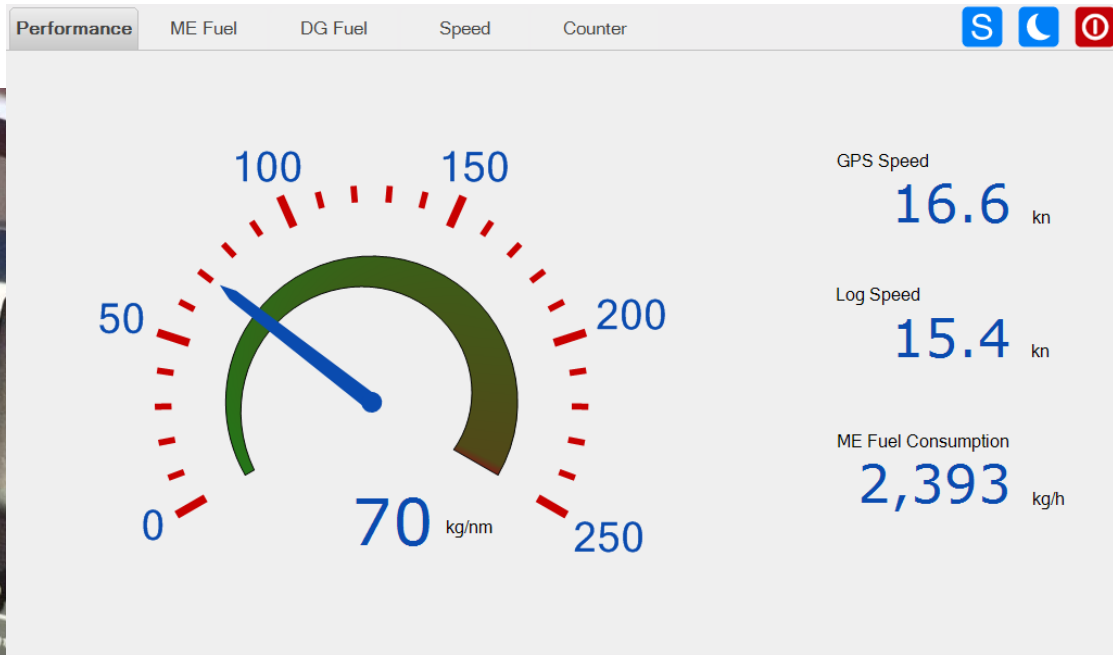 Performance ME Fuel DG Fuel Speed Counter S
100 150
50 200
0 250
70 kg/nm
GPS Speed
16.6 kn
Log Speed
15.4 kn
ME Fuel Consumption
2,393 kg/h